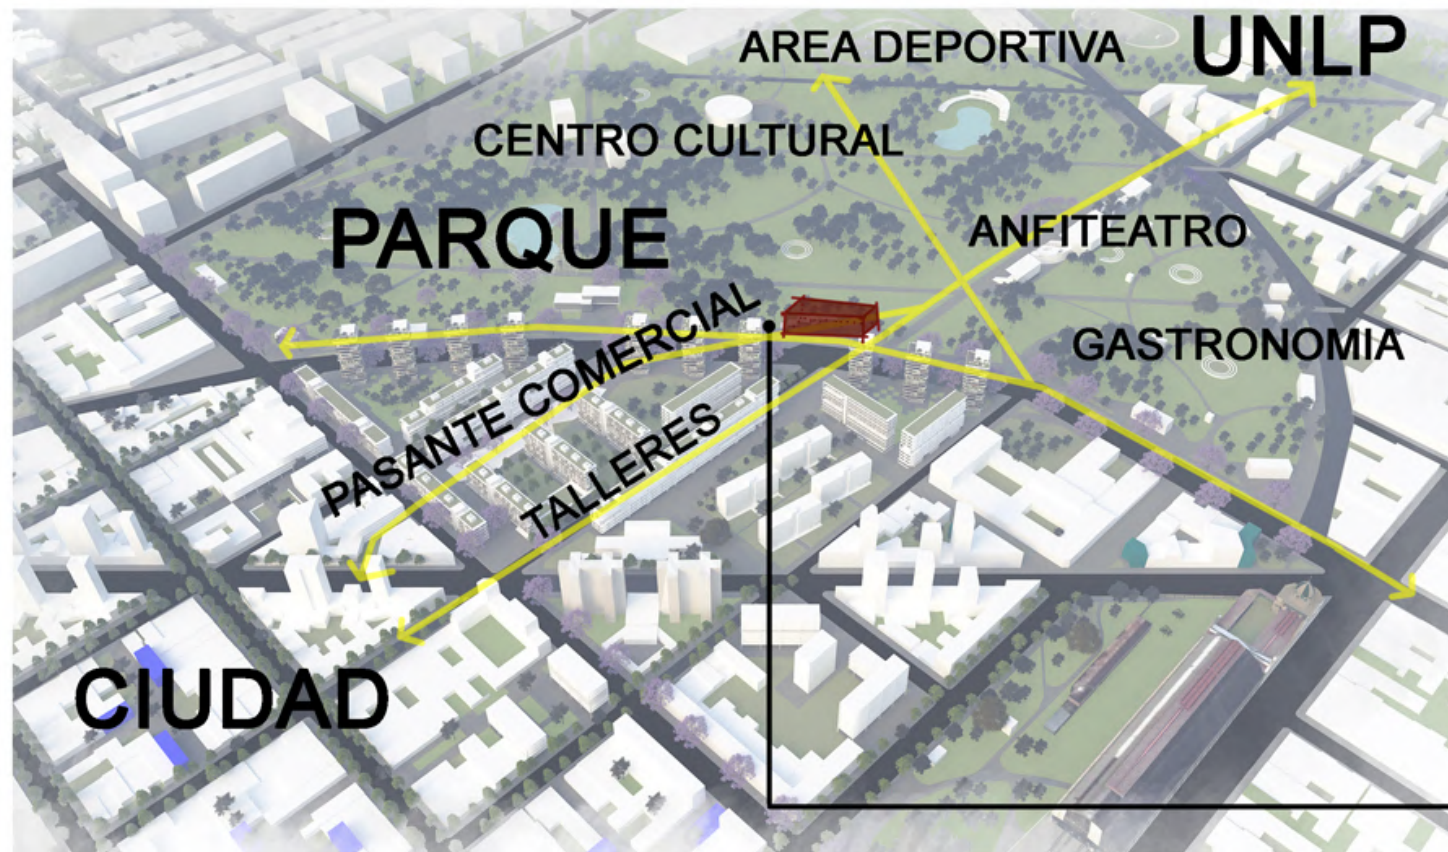 AREA DEPORTIVA
UNLP
CENTRO CULTURAL
PARQUE
ANFITEATRO
PASANTE COMERCIAL
GASTRONOMIA
TALLERES
CIUDAD